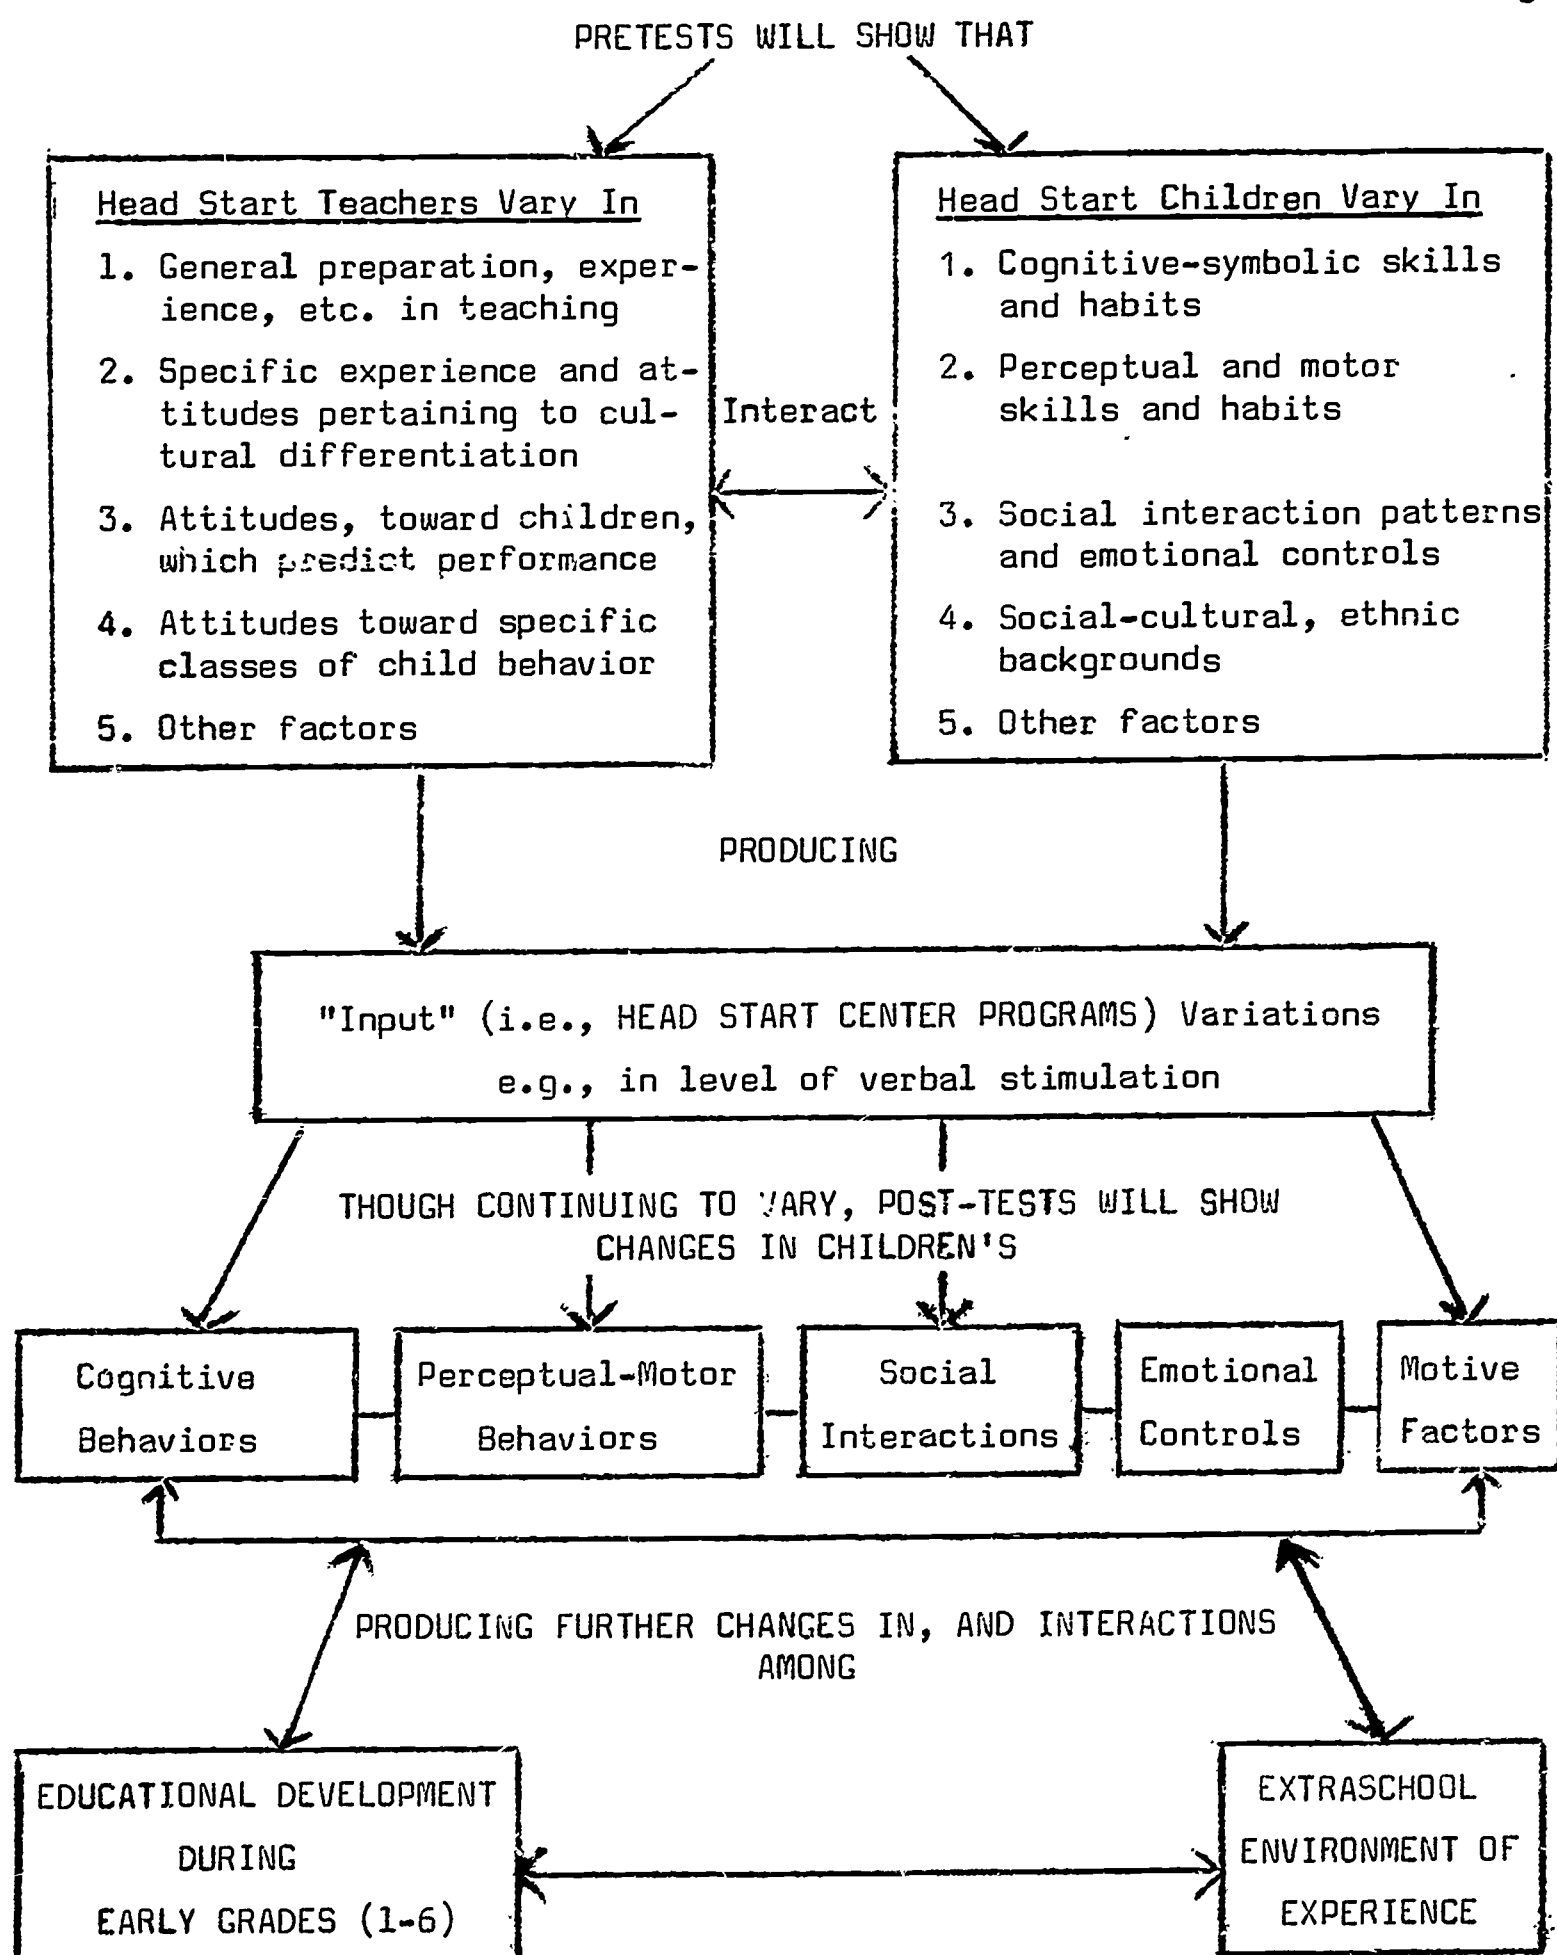 PRETESTS WILL SHOW THAT
Head Start Teachers Vary In
1. General preparation, exper-
ience, etc. in teaching
2. Specific experience and at-
titudes pertaining to cul-
tural differentiation
3. Attitudes, toward children,
which predict performance
4. Attitudes toward specific
classes of child behavior
5. Other factors
Interact
Head Start Children Vary In
1. Cognitive-symbolic skills
and habits
2. Perceptual and motor
skills and habits
3. Social interaction patterns
and emotional controls
4. Social-cultural, ethnic
backgrounds
5. Other factors
PRODUCING
"Input" (i.e., HEAD START CENTER PROGRAMS) Variations
e.g., in level of verbal stimulation
THOUGH CONTINUING TO VARY, POST-TESTS WILL SHOW
CHANGES IN CHILDREN'S
Cognitive
Behaviors
Perceptual-Motor
Behaviors
Social
Interactions
Emotional
Controls
Motive
Factors
PRODUCING FURTHER CHANGES IN, AND INTERACTIONS
AMONG
EDUCATIONAL DEVELOPMENT
DURING
EARLY GRADES (1-6)
EXTRASCHOOL
ENVIRONMENT OF
EXPERIENCE